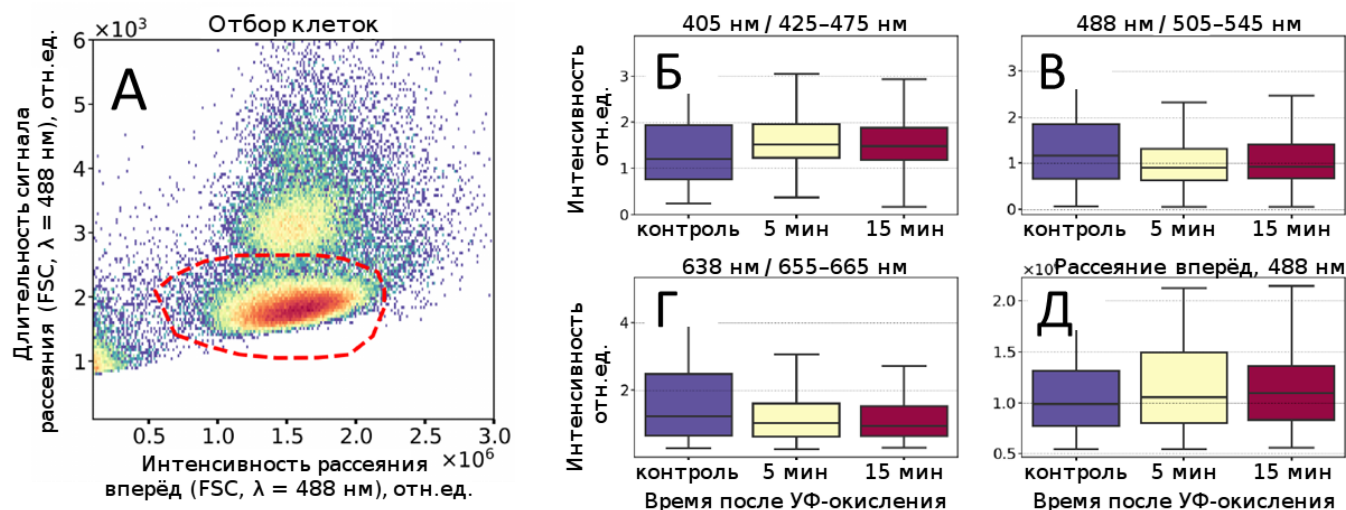 Отбор клеток
×10³
Длительность сигнала
рассеяния (FSC, λ = 488 нм), отн.ед.
А
6
5
4
3
2
1
0.5 1.0 1.5 2.0 2.5 3.0
×10⁶
Интенсивность рассеяния
вперёд (FSC, λ = 488 нм), отн.ед.
405 нм / 425–475 нм
Интенсивность
отн.ед.
Б
3
2
1
0
контроль 5 мин 15 мин
488 нм / 505–545 нм
В
3
2
1
0
контроль 5 мин 15 мин
638 нм / 655–665 нм
Интенсивность
отн.ед.
Г
4
2
контроль 5 мин 15 мин
Время после УФ-окисления
Рассеяние вперёд, 488 нм
Д
2.0
1.5
1.0
0.5
контроль 5 мин 15 мин
Время после УФ-окисления